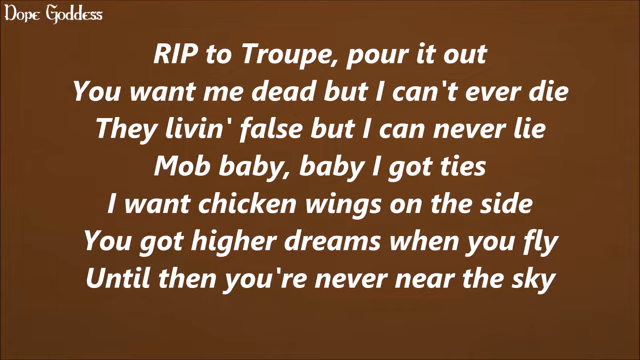 Dope Goddess
RIP to Troupe, pour it out
You want me dead but I can't ever die
They livin' false but I can never lie
Mob baby, baby I got ties
I want chicken wings on the side
You got higher dreams when you fly
Until then you're never near the sky